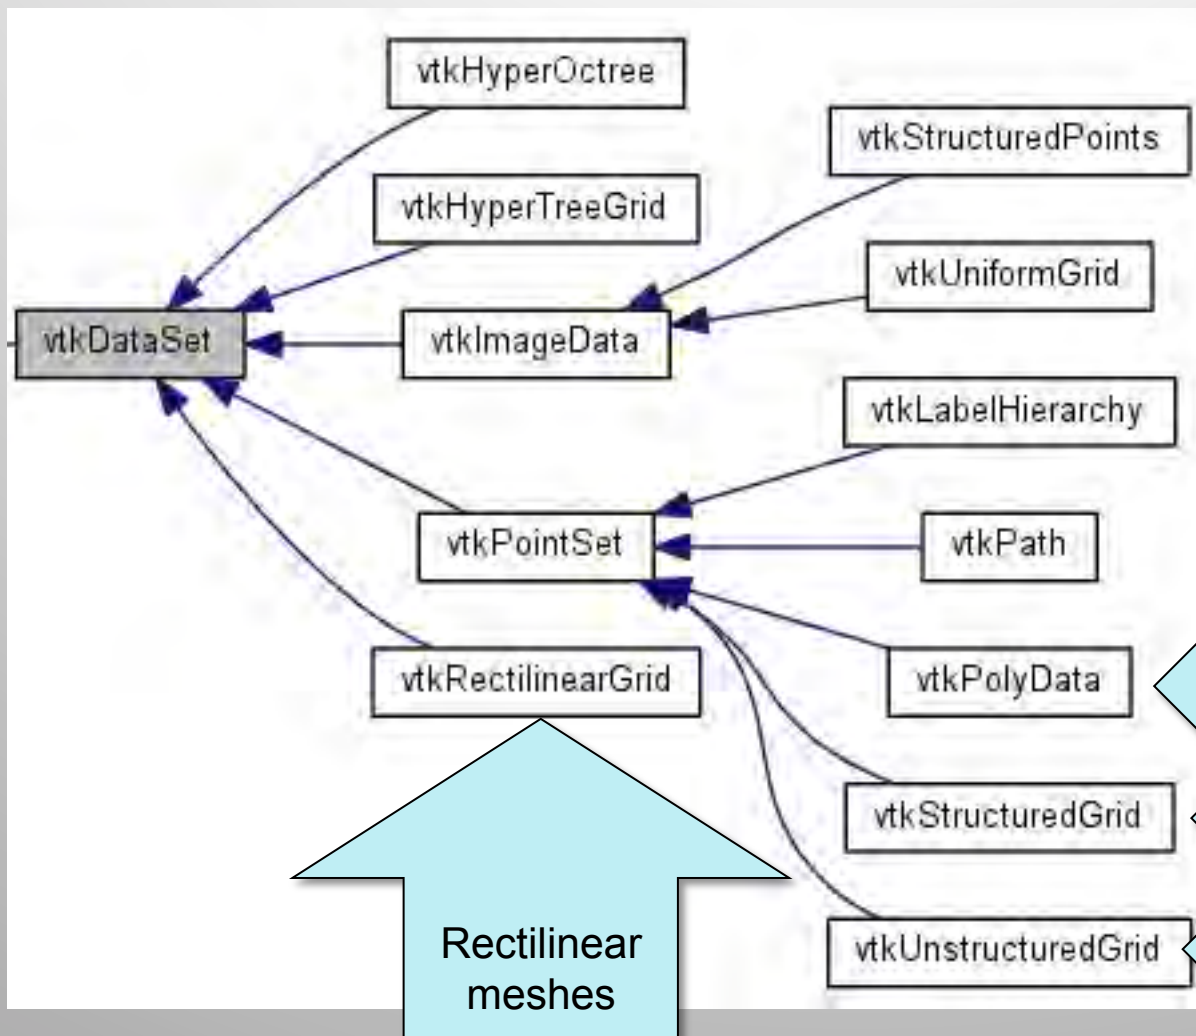 vtkHyperOctree
vtkStructuredPoints
vtkHyperTreeGrid
vtkUniformGrid
vtkDataSet
vtkImageData
vtkLabelHierarchy
vtkPointSet
vtkPath
vtkRectilinearGrid
vtkPolyData
vtkStructuredGrid
vtkUnstructuredGrid
Rectilinear
meshes